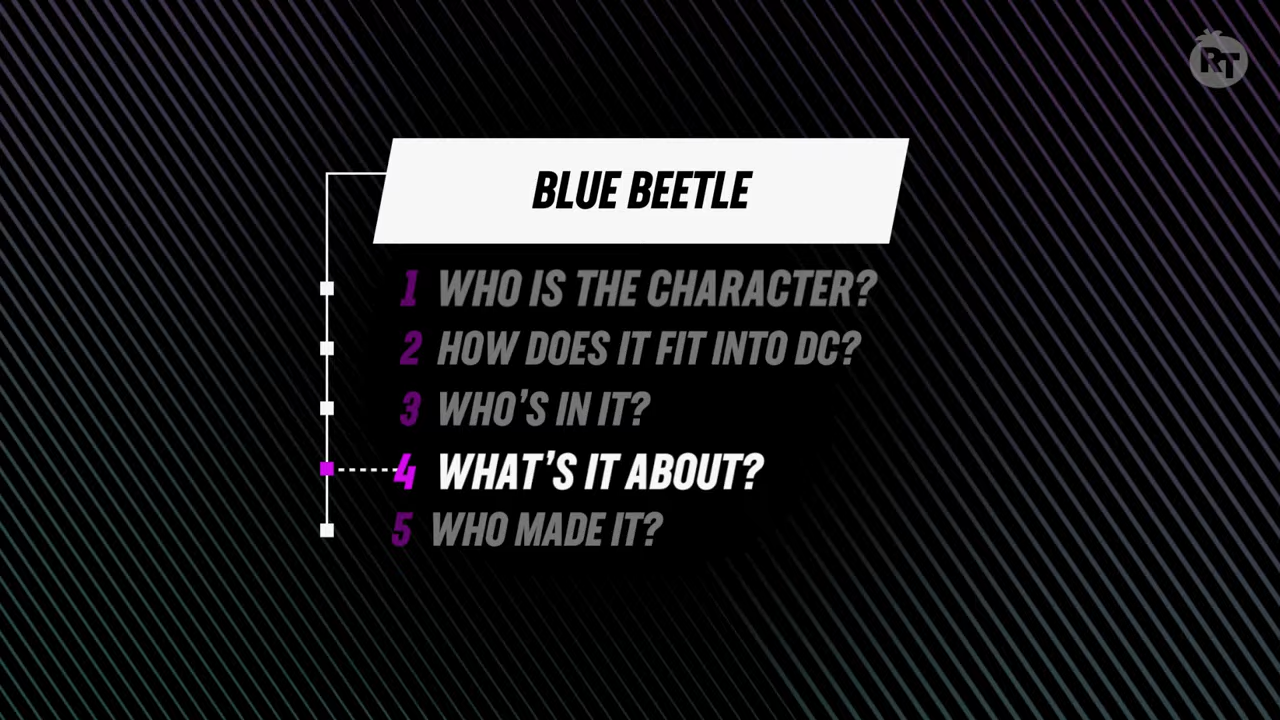 RT
BLUE BEETLE
1 WHO IS THE CHARACTER?
2 HOW DOES IT FIT INTO DC?
3 WHO'S IN IT?
4 WHAT'S IT ABOUT?
5 WHO MADE IT?